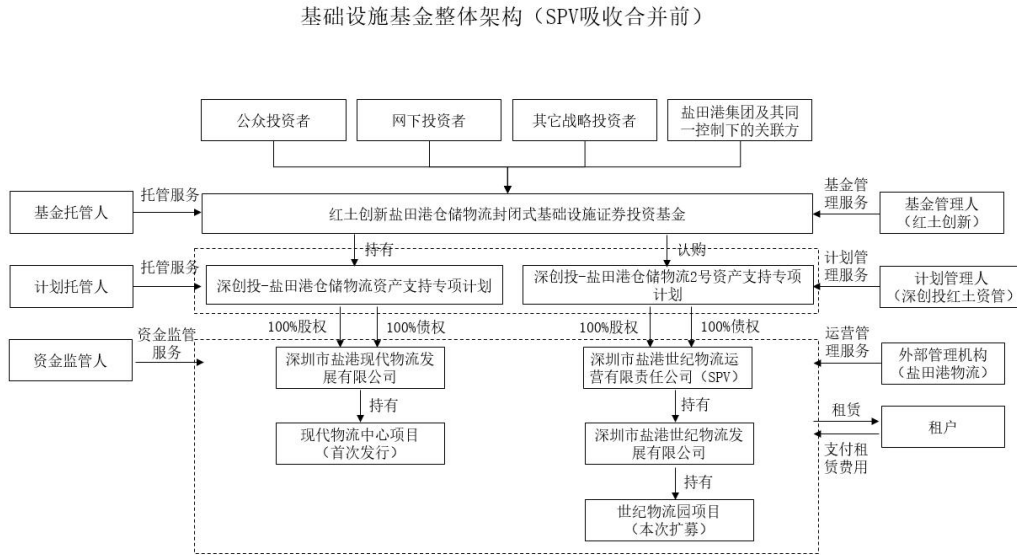 基础设施基金整体架构（SPV吸收合并前）
公众投资者
网下投资者
其它战略投资者
盐田港集团及其同
一控制下的关联方
基金托管人
托管服务
红土创新盐田港仓储物流封闭式基础设施证券投资基金
基金管
理服务
基金管理人
（红土创新）
持有
认购
计划托管人
托管服务
深创投-盐田港仓储物流资产支持专项计划
深创投-盐田港仓储物流2号资产支持专项
计划
计划管
理服务
计划管理人
（深创投红土资管）
100%股权
100%债权
100%股权
100%债权
资金监管人
资金监管
服务
深圳市盐港现代物流发
展有限公司
深圳市盐港世纪物流运
营有限责任公司（SPV）
运营管
理服务
外部管理机构
（盐田港物流）
持有
持有
现代物流中心项目
（首次发行）
深圳市盐港世纪物流发
展有限公司
租赁
支付租
赁费用
租户
持有
世纪物流园项目
（本次扩募）